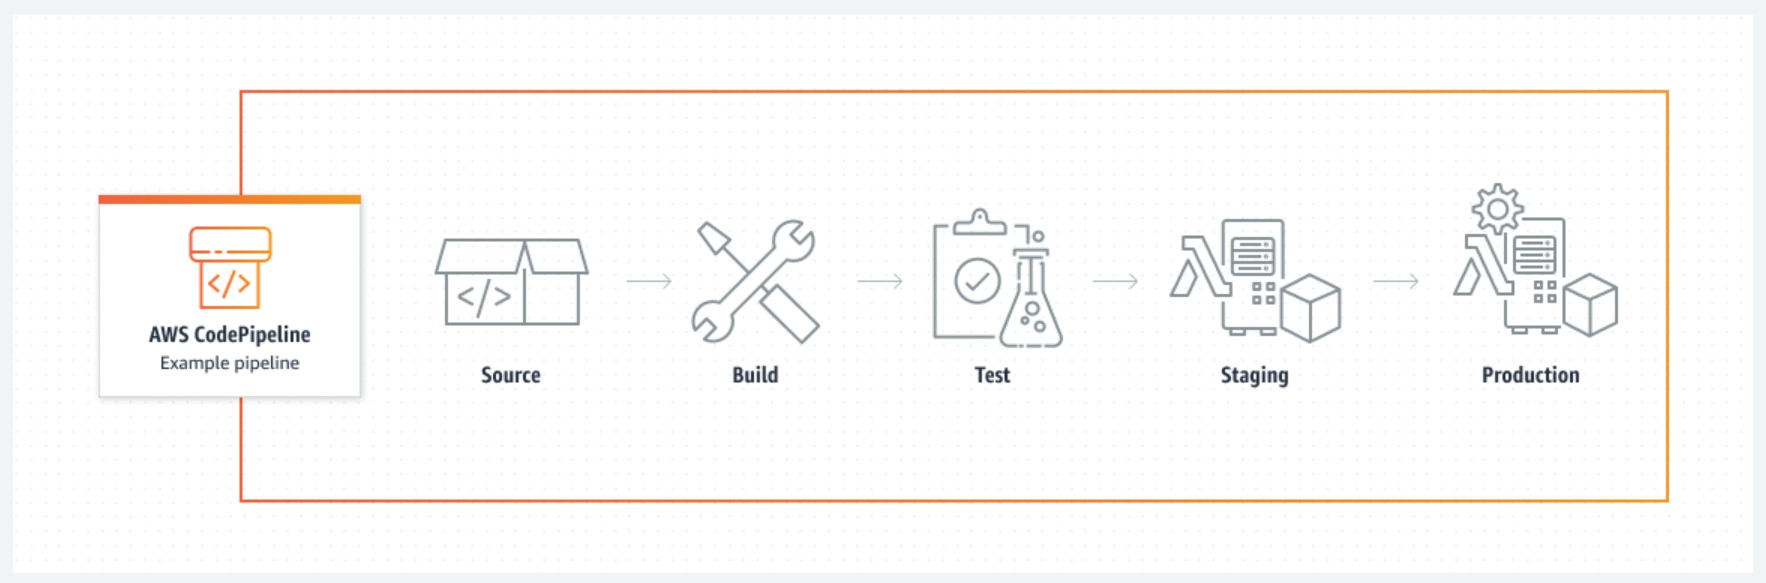 AWS CodePipeline
Example pipeline
</>
</>
Source
Build
Test
Staging
Production